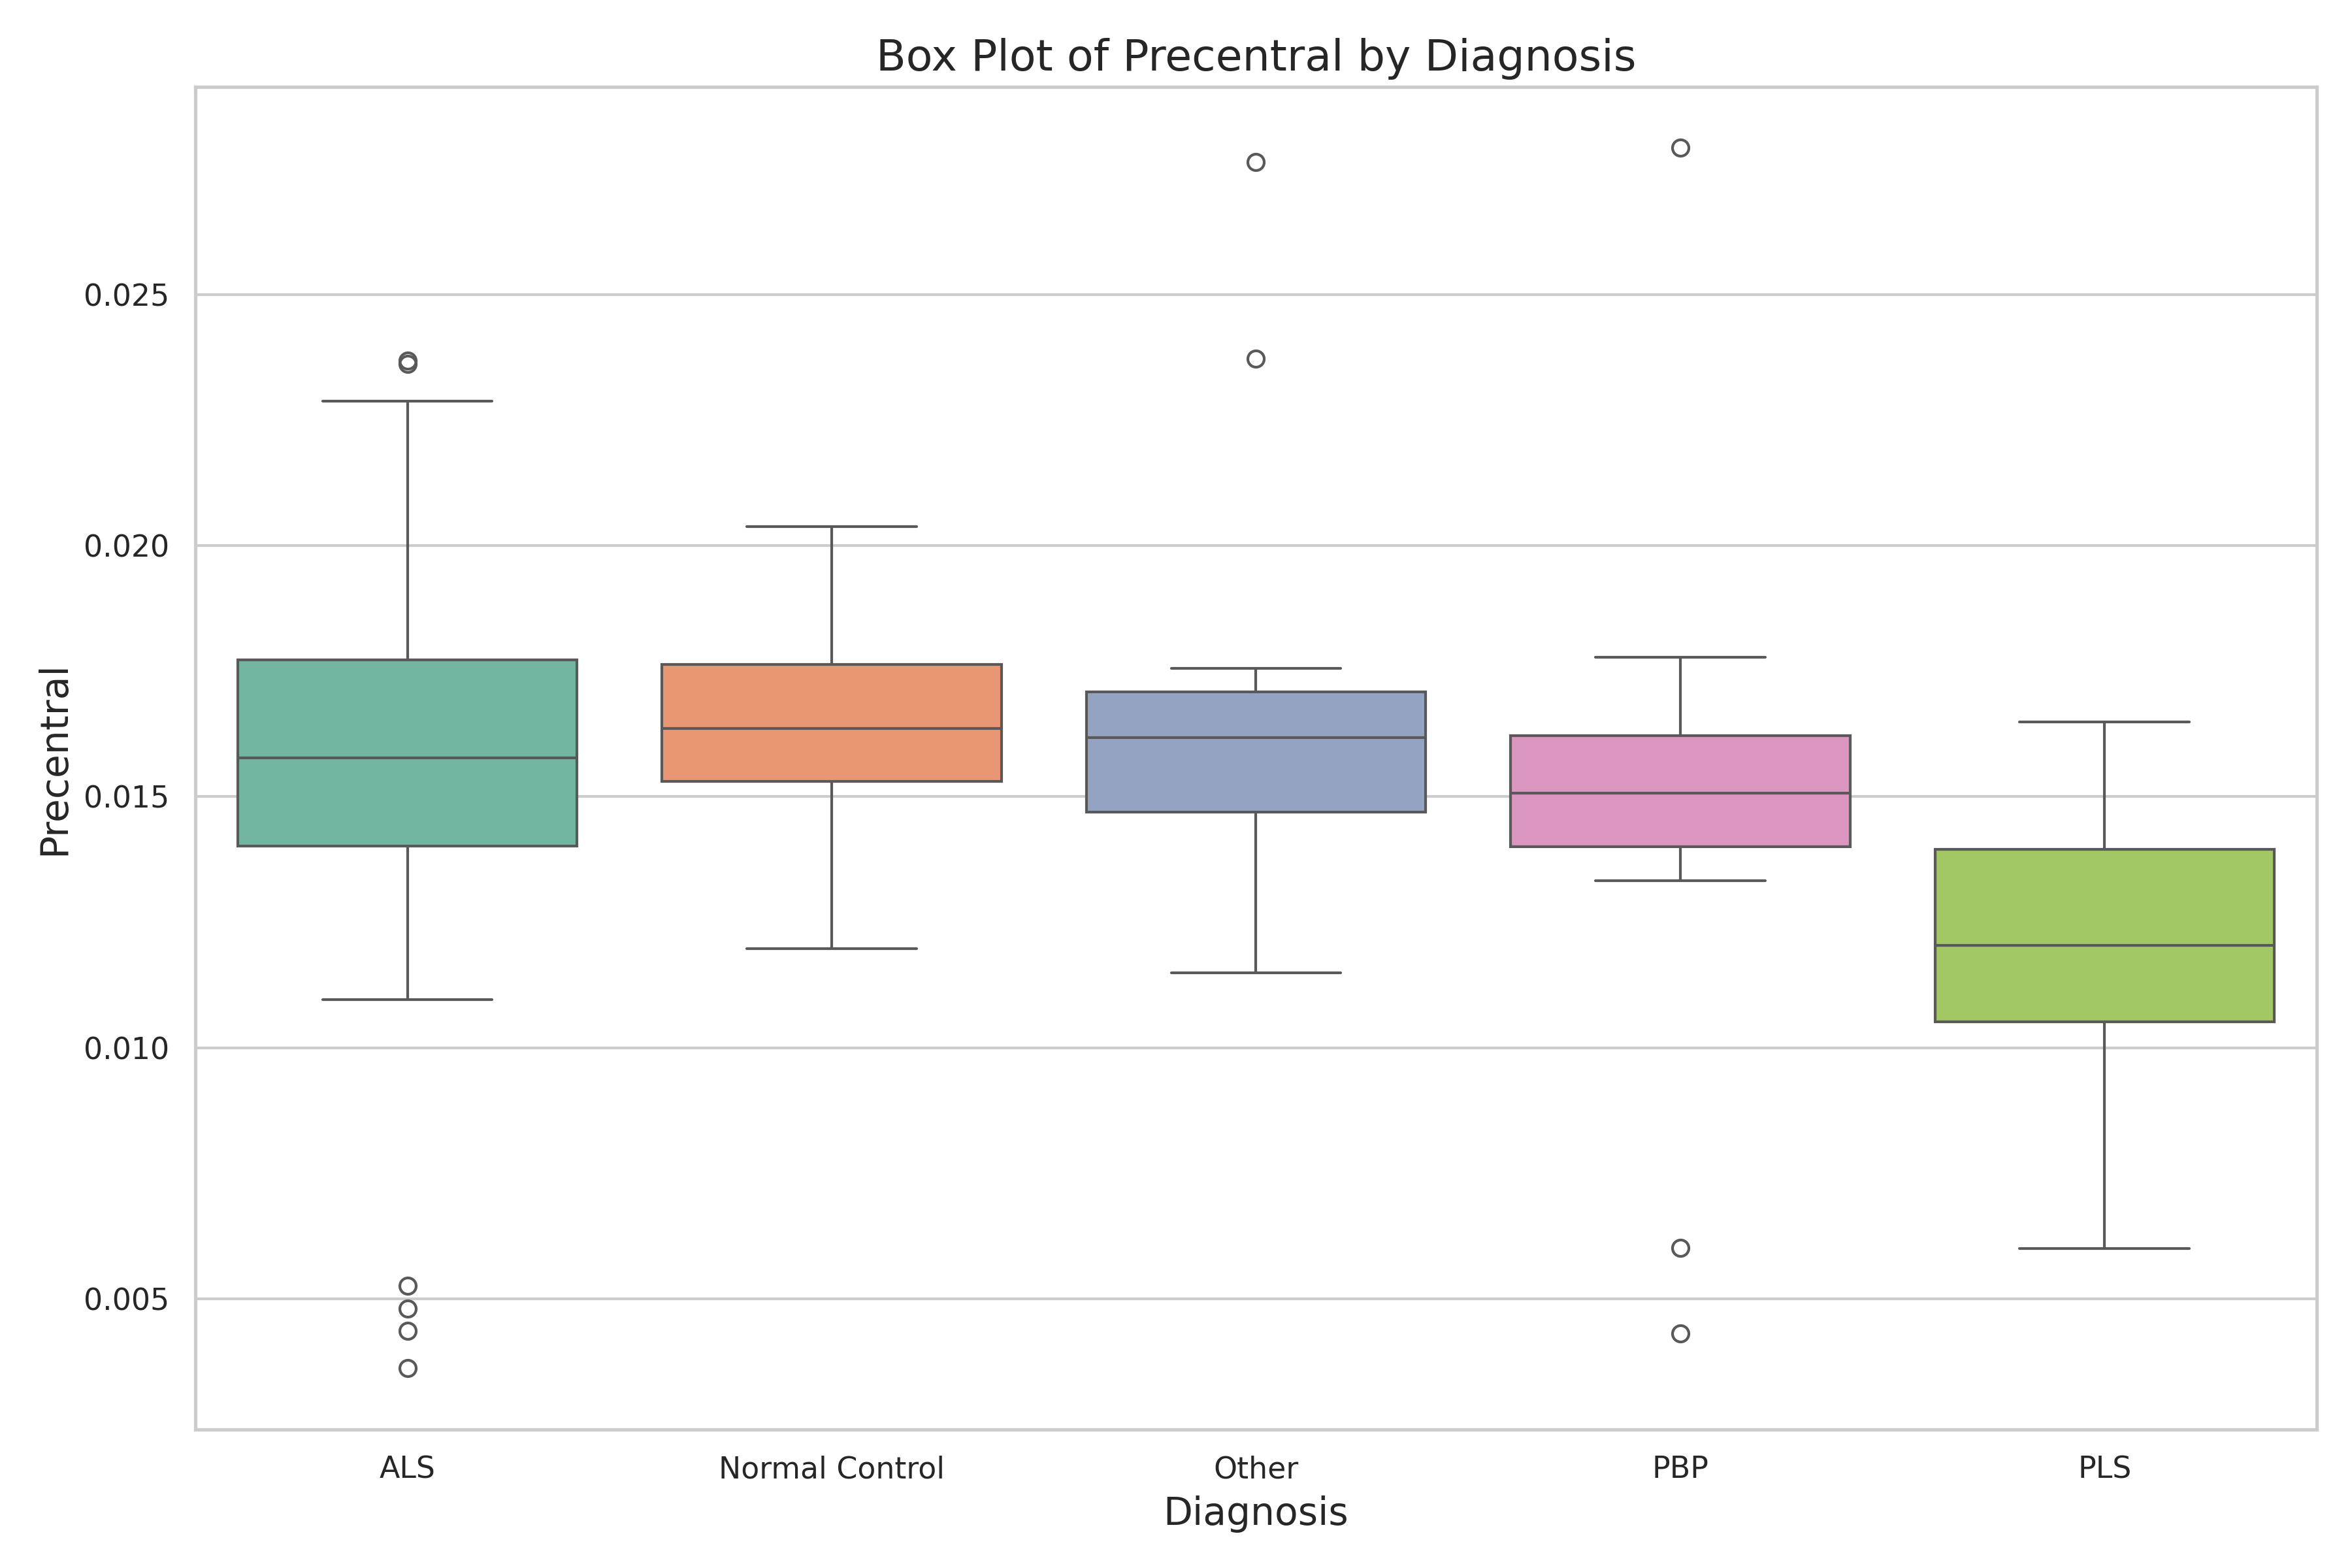 Box Plot of Precentral by Diagnosis
Precentral
0.025
0.020
0.015
0.010
0.005
ALS
Normal Control
Other
PBP
PLS
Diagnosis